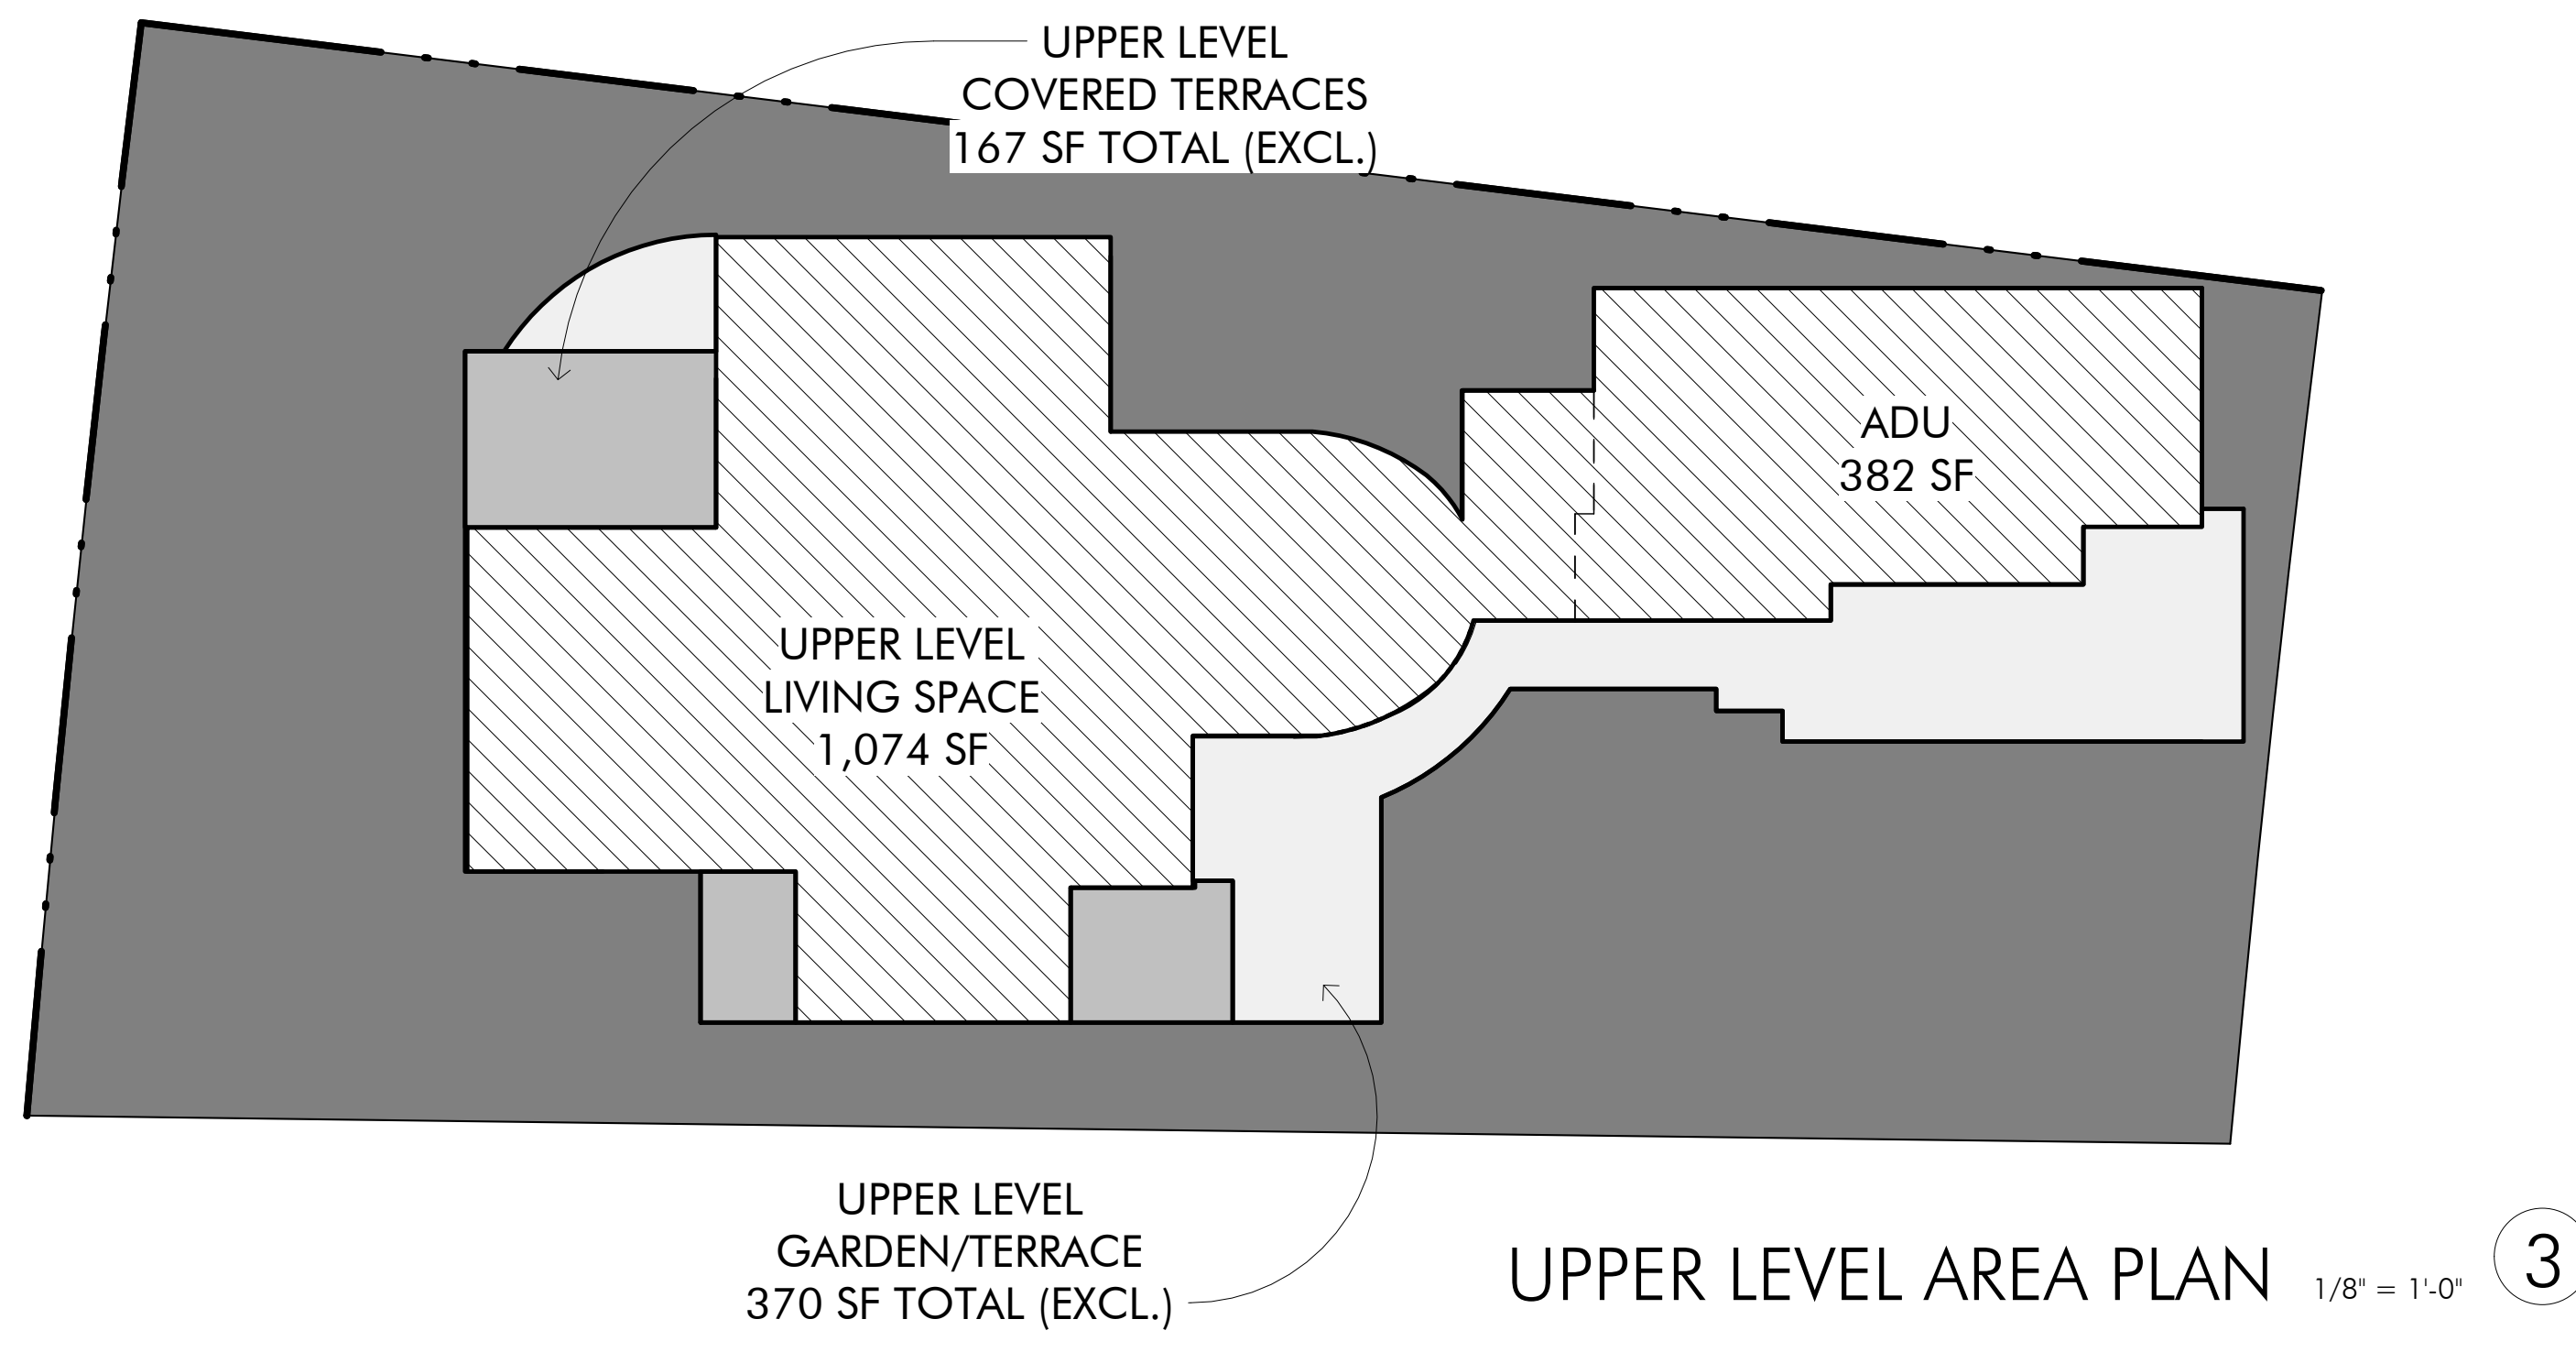 UPPER LEVEL
COVERED TERRACES
167 SF TOTAL (EXCL.)
ADU
382 SF
UPPER LEVEL
LIVING SPACE
1,074 SF
UPPER LEVEL
GARDEN/TERRACE
370 SF TOTAL (EXCL.)
UPPER LEVEL AREA PLAN 1/8" = 1'-0" 3